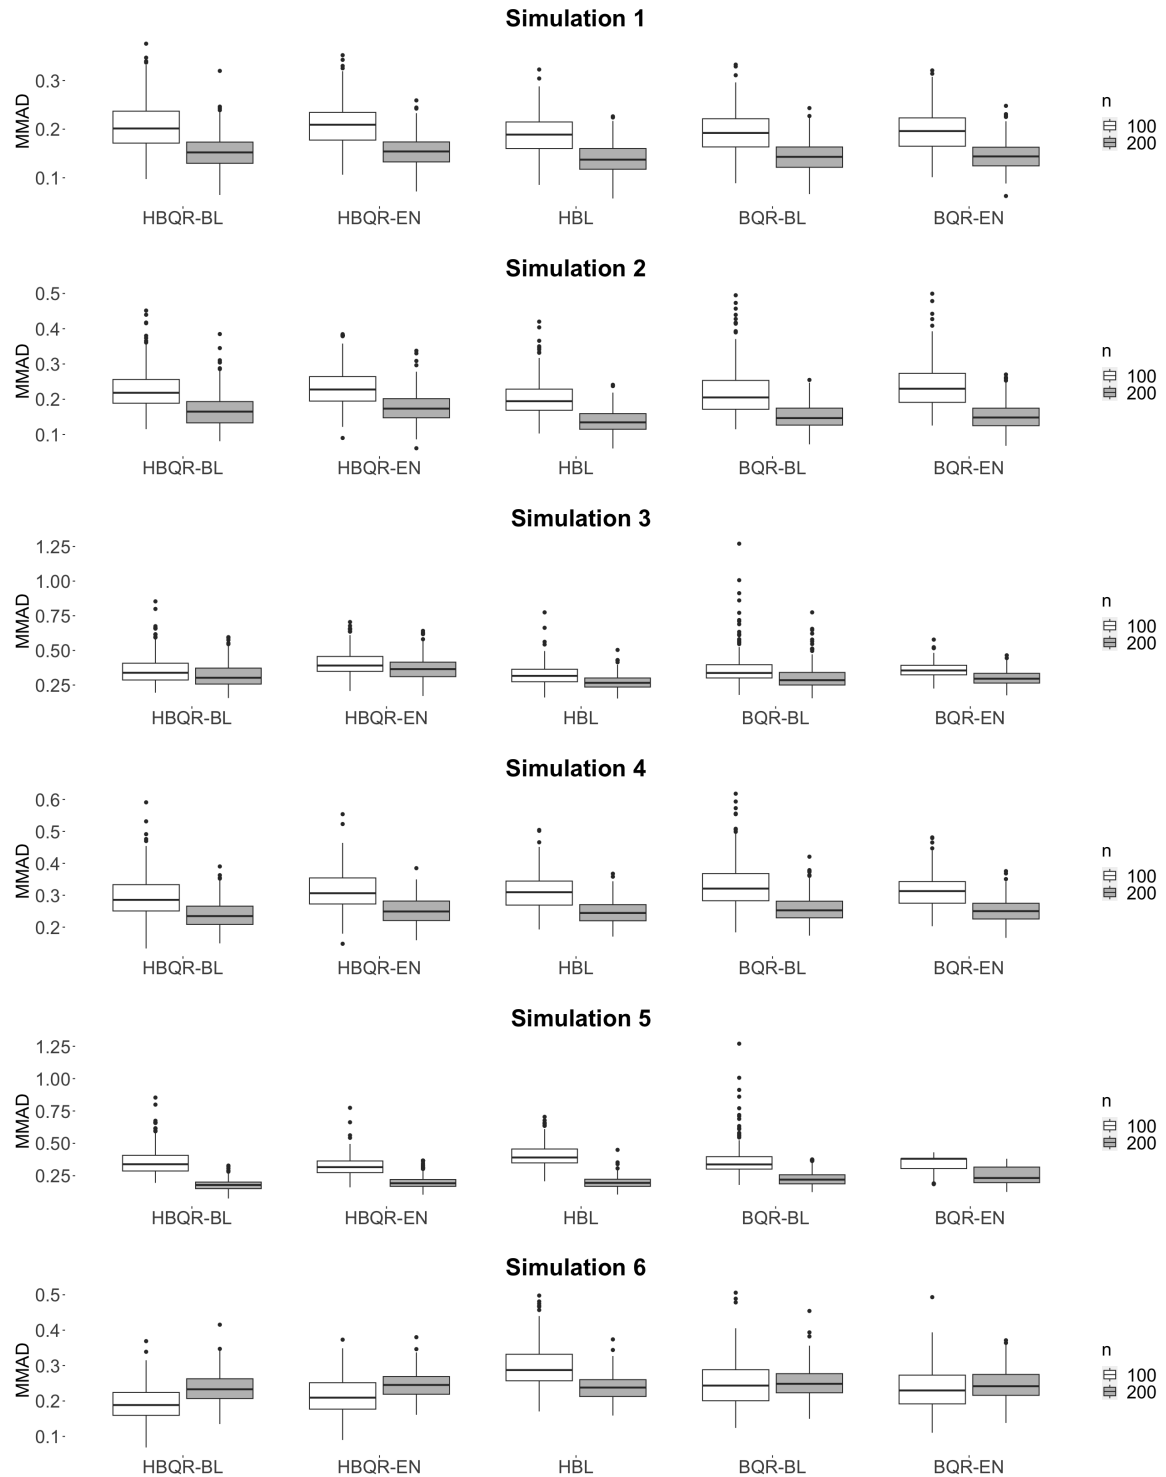 Simulation 1
MMAD
0.3
0.2
0.1
HBQR-BL HBQR-EN HBL BQR-BL BQR-EN
n
100
200
Simulation 2
MMAD
0.5
0.4
0.3
0.2
0.1
HBQR-BL HBQR-EN HBL BQR-BL BQR-EN
n
100
200
Simulation 3
MMAD
1.25
1.00
0.75
0.50
0.25
HBQR-BL HBQR-EN HBL BQR-BL BQR-EN
n
100
200
Simulation 4
MMAD
0.6
0.5
0.4
0.3
0.2
HBQR-BL HBQR-EN HBL BQR-BL BQR-EN
n
100
200
Simulation 5
MMAD
1.25
1.00
0.75
0.50
0.25
HBQR-BL HBQR-EN HBL BQR-BL BQR-EN
n
100
200
Simulation 6
MMAD
0.5
0.4
0.3
0.2
0.1
HBQR-BL HBQR-EN HBL BQR-BL BQR-EN
n
100
200